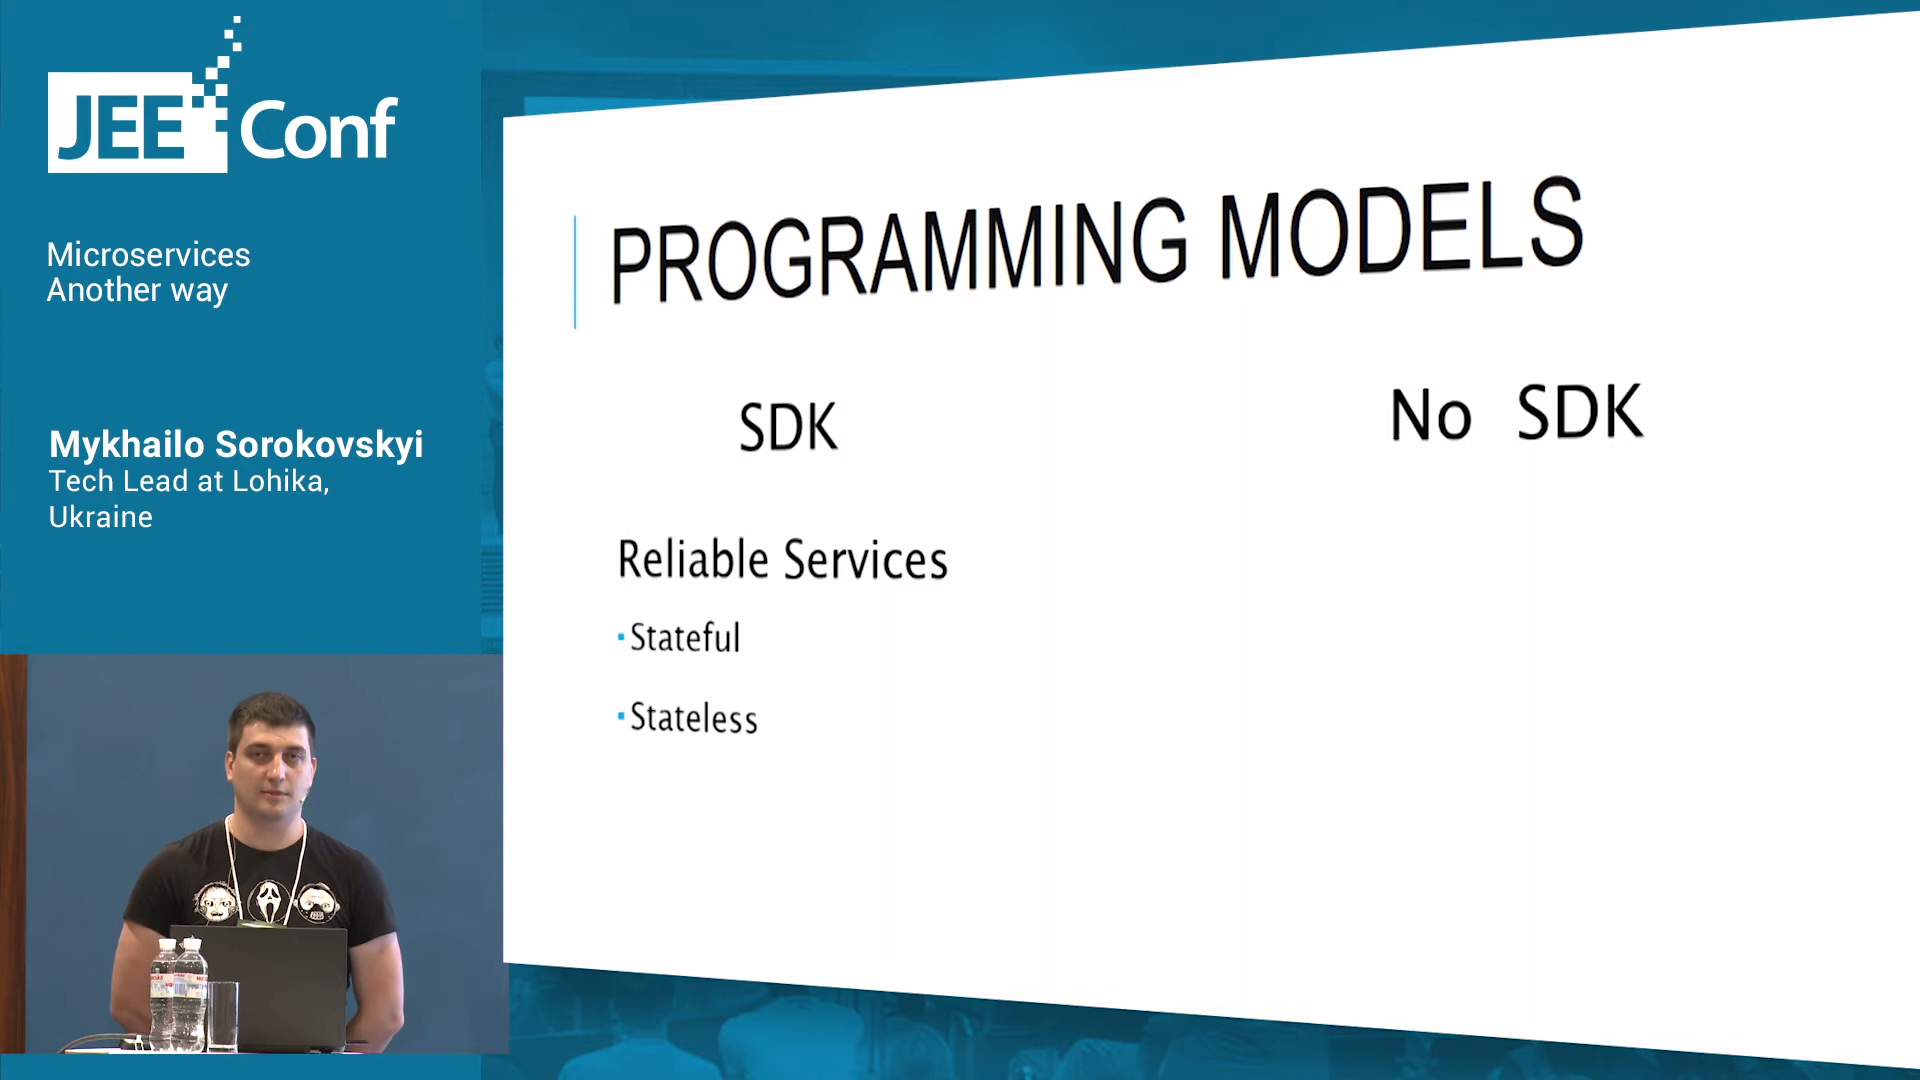 JEE Conf
Microservices
Another way
Mykhailo Sorokovskyi
Tech Lead at Lohika,
Ukraine
PROGRAMMING MODELS
SDK
No SDK
Reliable Services
▪Stateful
▪Stateless